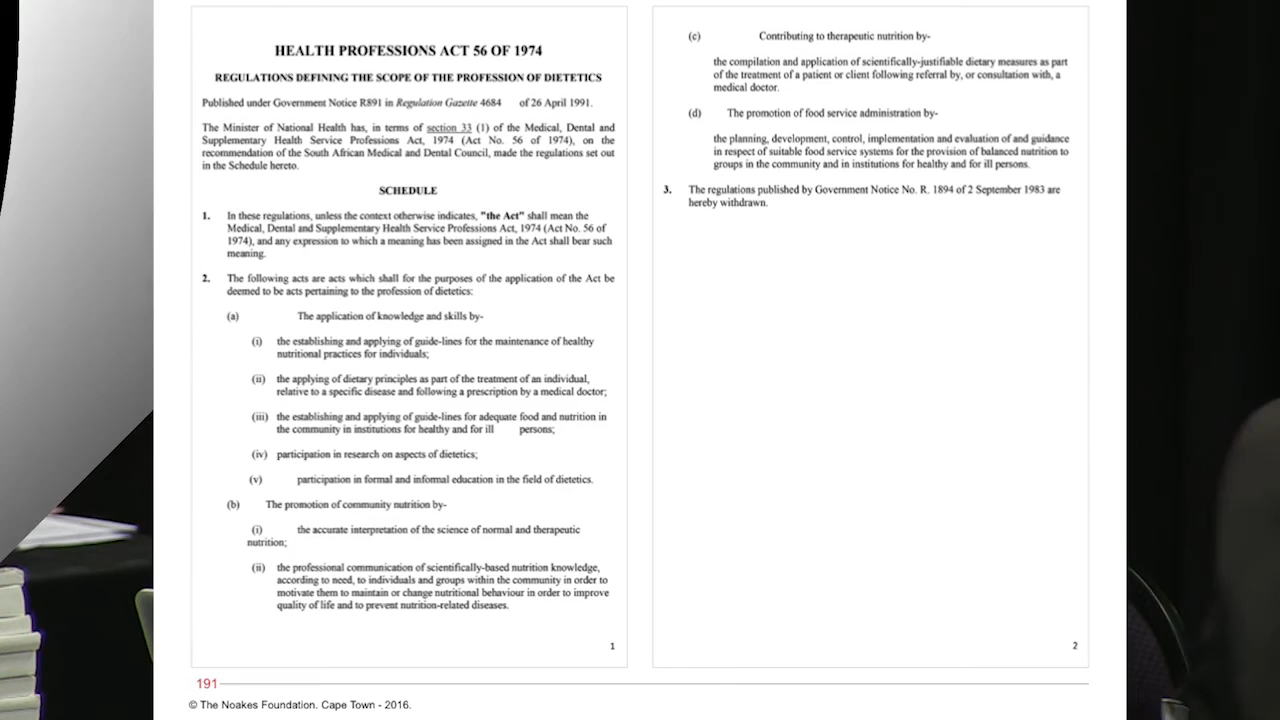 HEALTH PROFESSIONS ACT 56 OF 1974
REGULATIONS DEFINING THE SCOPE OF THE PROFESSION OF DIETETICS
Published under Government Notice R891 in Regulation Gazette 4684 of 26 April 1991.
The Minister of National Health has, in terms of section 33 (1) of the Medical, Dental and
Supplementary Health Service Professions Act, 1974 (Act No. 56 of 1974), on the
recommendation of the South African Medical and Dental Council, made the regulations set out
in the Schedule hereto.
SCHEDULE
1. In these regulations, unless the context otherwise indicates, "the Act" shall mean the
Medical, Dental and Supplementary Health Service Professions Act, 1974 (Act No. 56 of
1974), and any expression to which a meaning has been assigned in the Act shall bear such
meaning.
2. The following acts are acts which shall for the purposes of the application of the Act be
deemed to be acts pertaining to the profession of dietetics:
(a) The application of knowledge and skills by-
(i) the establishing and applying of guide-lines for the maintenance of healthy
nutritional practices for individuals;
(ii) the applying of dietary principles as part of the treatment of an individual,
relative to a specific disease and following a prescription by a medical doctor;
(iii) the establishing and applying of guide-lines for adequate food and nutrition in
the community in institutions for healthy and for ill persons;
(iv) participation in research on aspects of dietetics;
(v) participation in formal and informal education in the field of dietetics.
(b) The promotion of community nutrition by-
(i) the accurate interpretation of the science of normal and therapeutic
nutrition;
(ii) the professional communication of scientifically-based nutrition knowledge,
according to need, to individuals and groups within the community in order to
motivate them to maintain or change nutritional behaviour in order to improve
quality of life and to prevent nutrition-related diseases.
1
(c) Contributing to therapeutic nutrition by-
the compilation and application of scientifically-justifiable dietary measures as part
of the treatment of a patient or client following referral by, or consultation with, a
medical doctor.
(d) The promotion of food service administration by-
the planning, development, control, implementation and evaluation of and guidance
in respect of suitable food service systems for the provision of balanced nutrition to
groups in the community and in institutions for healthy and for ill persons.
3. The regulations published by Government Notice No. R. 1894 of 2 September 1983 are
hereby withdrawn.
2
191
© The Noakes Foundation. Cape Town - 2016.